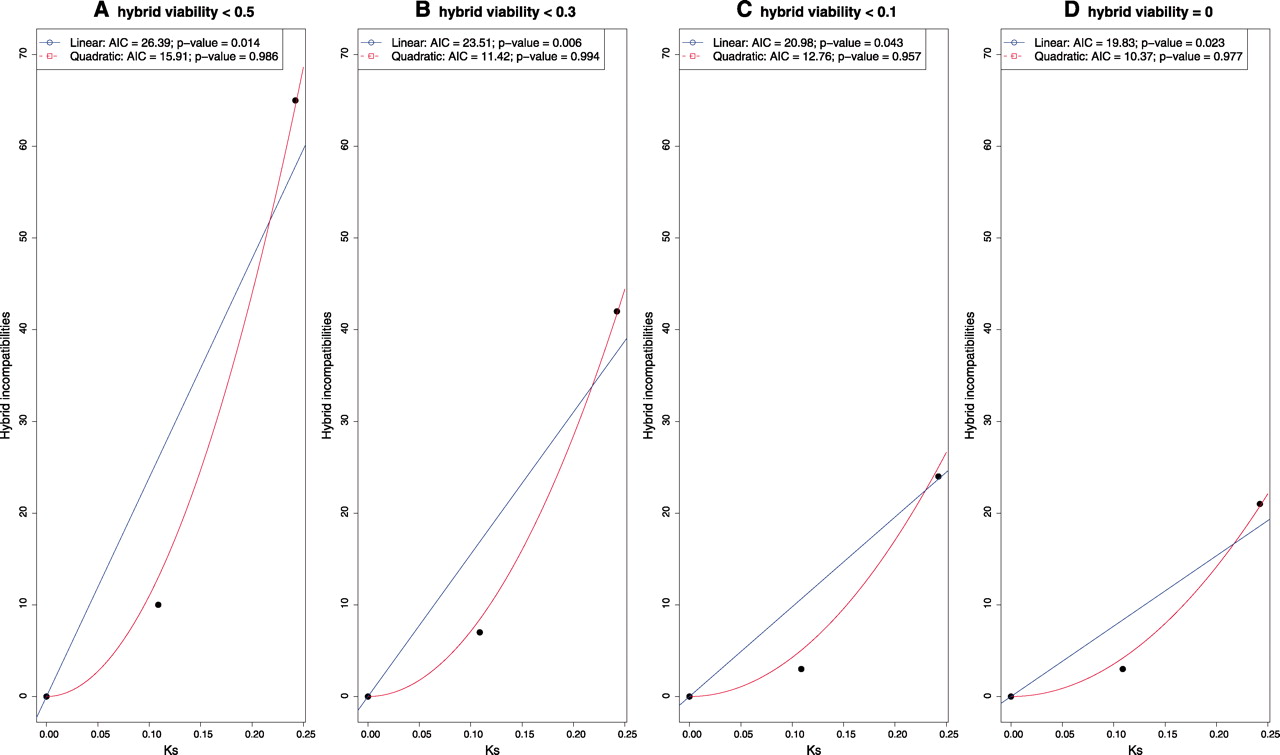 A hybrid viability < 0.5
Linear: AIC = 26.39; p−value = 0.014
Quadratic: AIC = 15.91; p−value = 0.986
Hybrid incompatibilities
70
60
50
40
30
20
10
0
0.00 0.05 0.10 0.15 0.20 0.25
Ks
B hybrid viability < 0.3
Linear: AIC = 23.51; p−value = 0.006
Quadratic: AIC = 11.42; p−value = 0.994
Hybrid incompatibilities
70
60
50
40
30
20
10
0
0.00 0.05 0.10 0.15 0.20 0.25
Ks
C hybrid viability < 0.1
Linear: AIC = 20.98; p−value = 0.043
Quadratic: AIC = 12.76; p−value = 0.957
Hybrid incompatibilities
70
60
50
40
30
20
10
0
0.00 0.05 0.10 0.15 0.20 0.25
Ks
D hybrid viability = 0
Linear: AIC = 19.83; p−value = 0.023
Quadratic: AIC = 10.37; p−value = 0.977
Hybrid incompatibilities
70
60
50
40
30
20
10
0
0.00 0.05 0.10 0.15 0.20 0.25
Ks